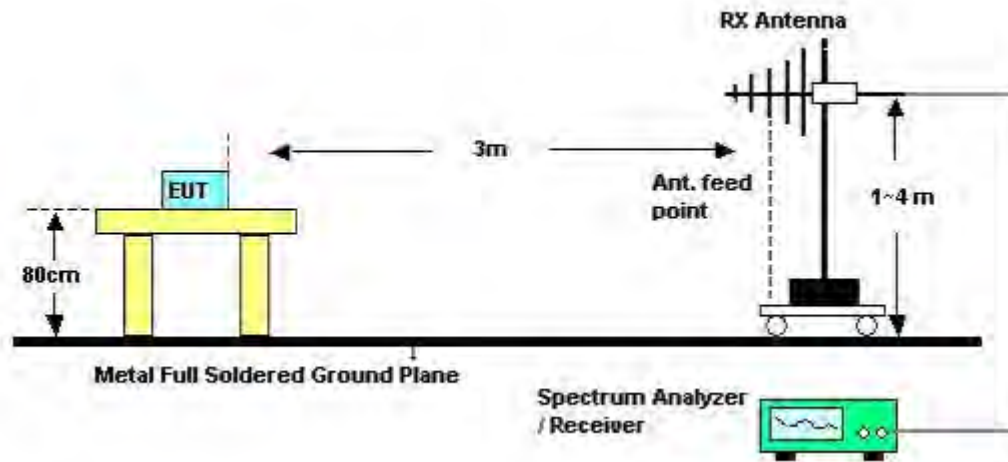 RX Antenna
3m
EUT
Ant. feed
point
1~4 m
80cm
Metal Full Soldered Ground Plane
Spectrum Analyzer
/ Receiver